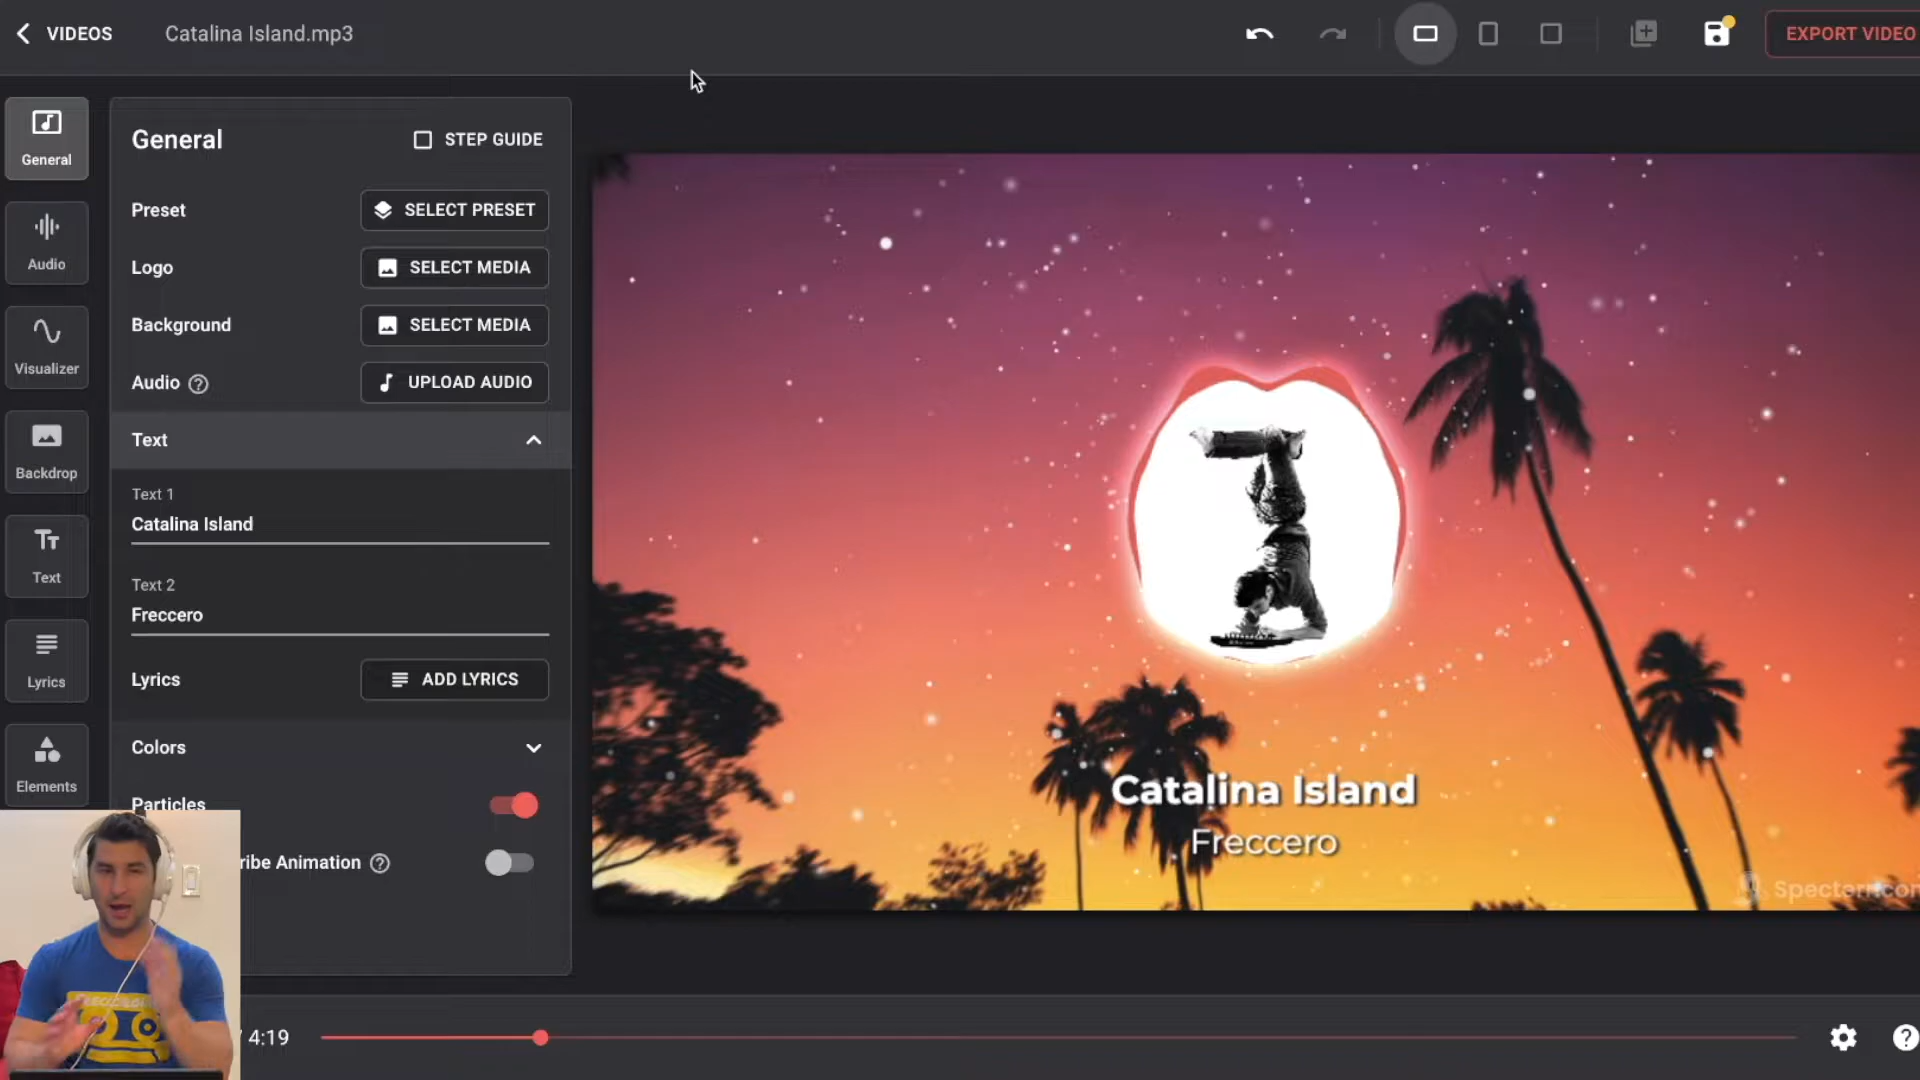 VIDEOS
Catalina Island.mp3
EXPORT VIDEO
General
Audio
Visualizer
Backdrop
Text
Lyrics
Elements
General
STEP GUIDE
Preset
SELECT PRESET
Logo
SELECT MEDIA
Background
SELECT MEDIA
Audio
UPLOAD AUDIO
Text
Text 1
Catalina Island
Text 2
Freccero
Lyrics
ADD LYRICS
Colors
Particles
ribe Animation
Catalina Island
Freccero
4:19